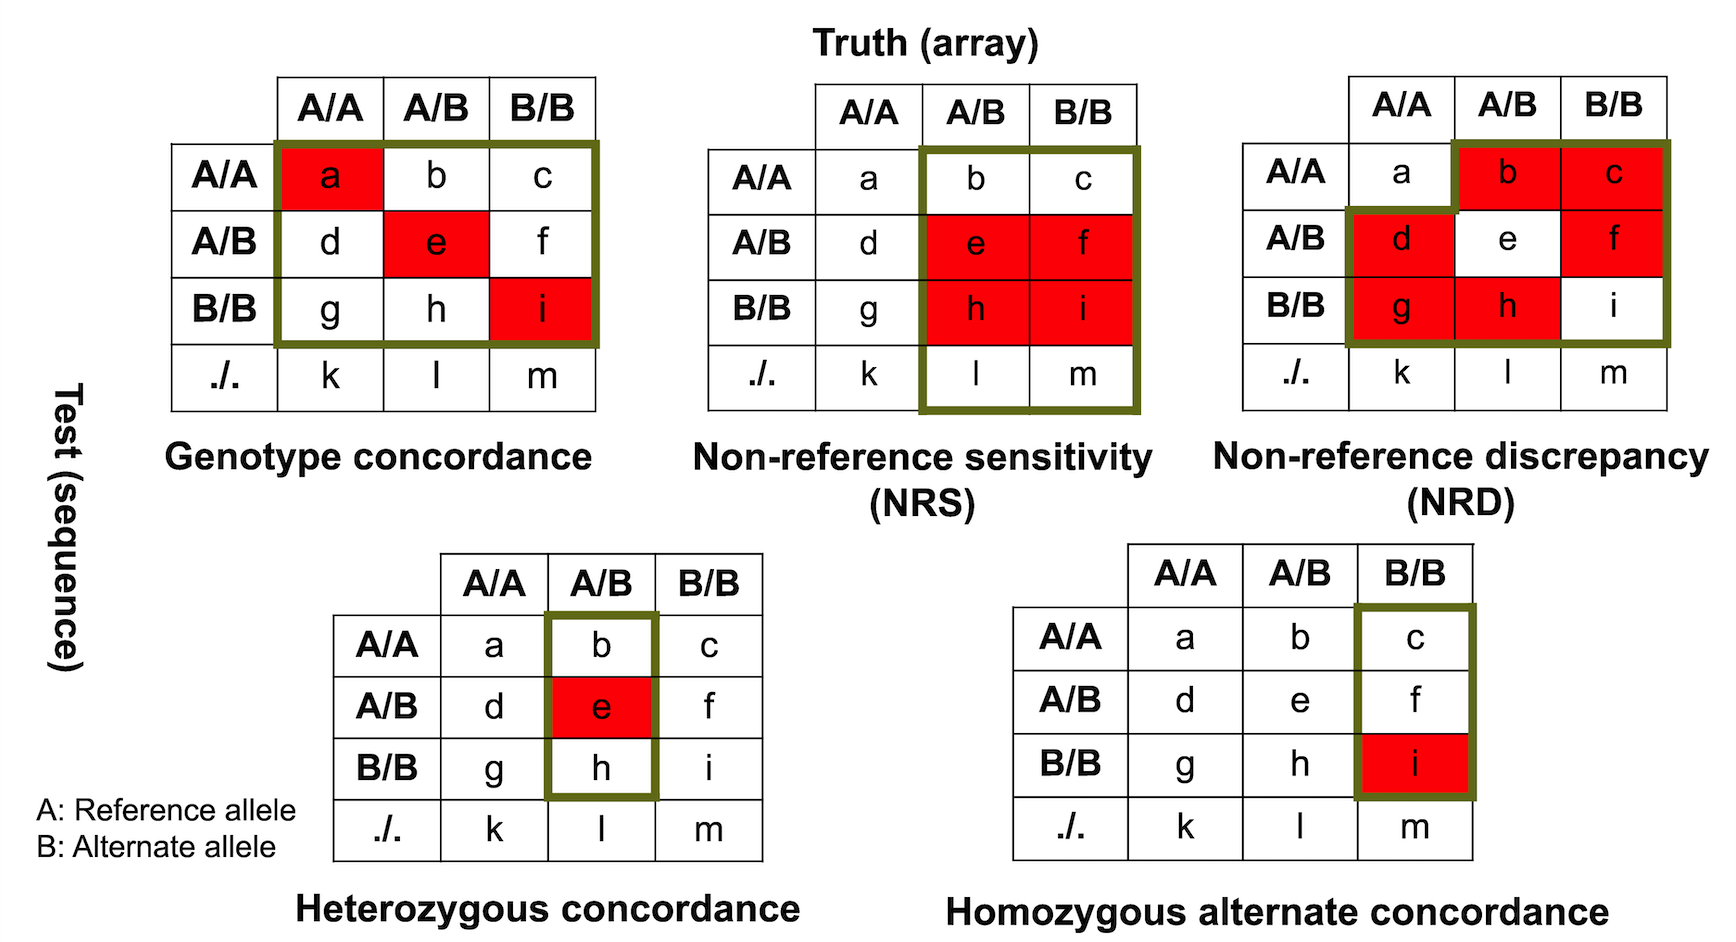 Truth (array)
A/A A/B B/B
A/A a b c
A/B d e f
B/B g h i
./. k l m
Genotype concordance
A/A A/B B/B
A/A a b c
A/B d e f
B/B g h i
./. k l m
Non-reference sensitivity
(NRS)
A/A A/B B/B
A/A a b c
A/B d e f
B/B g h i
./. k l m
Non-reference discrepancy
(NRD)
Test (sequence)
A/A A/B B/B
A/A a b c
A/B d e f
B/B g h i
./. k l m
Heterozygous concordance
A/A A/B B/B
A/A a b c
A/B d e f
B/B g h i
./. k l m
Homozygous alternate concordance
A: Reference allele
B: Alternate allele